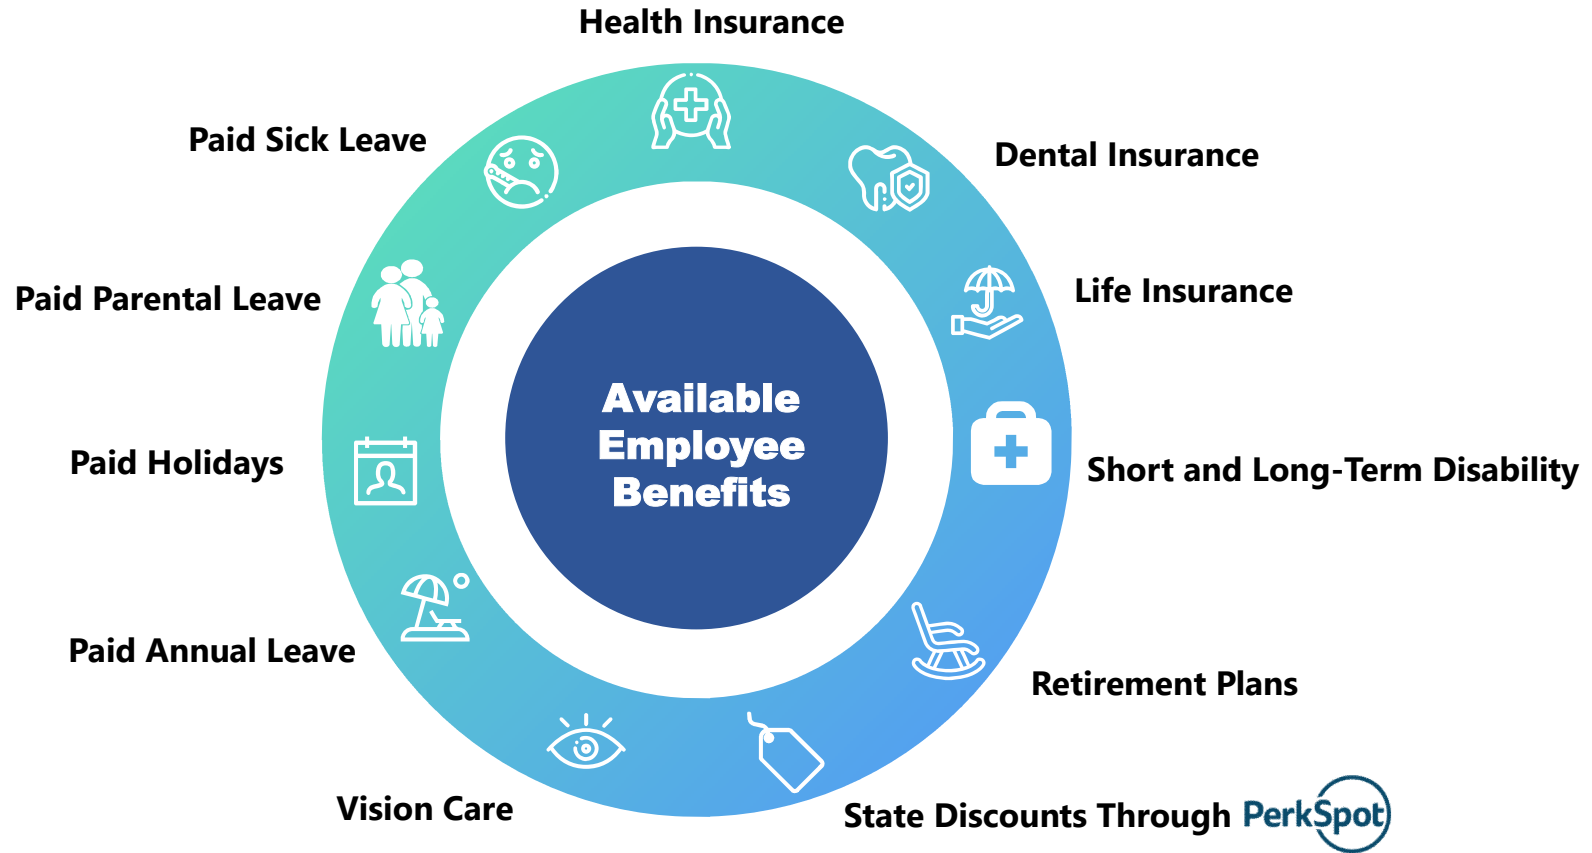 Health Insurance
Paid Sick Leave
Dental Insurance
Life Insurance
Paid Parental Leave
Available
Employee
Benefits
Paid Holidays
Short and Long-Term Disability
Paid Annual Leave
Retirement Plans
Vision Care
State Discounts Through PerkSpot